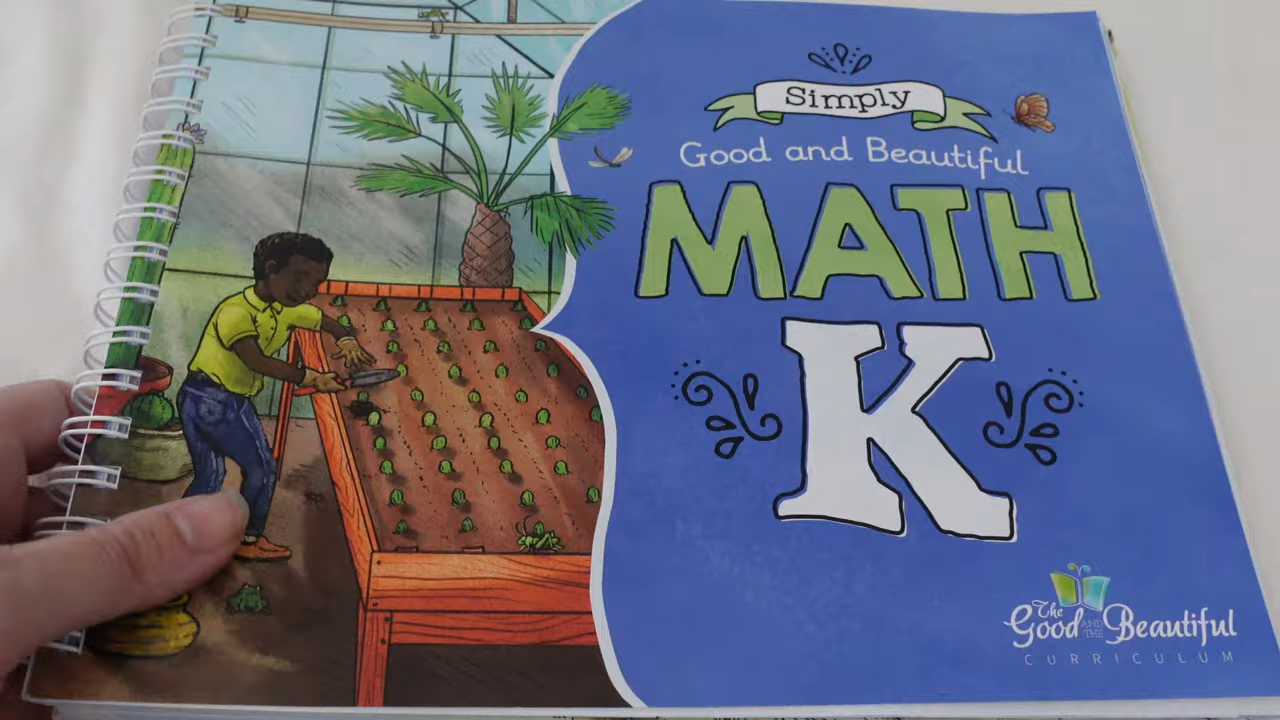 Simply
Good and Beautiful
MATH
K
The
Good AND THE Beautiful
CURRICULUM